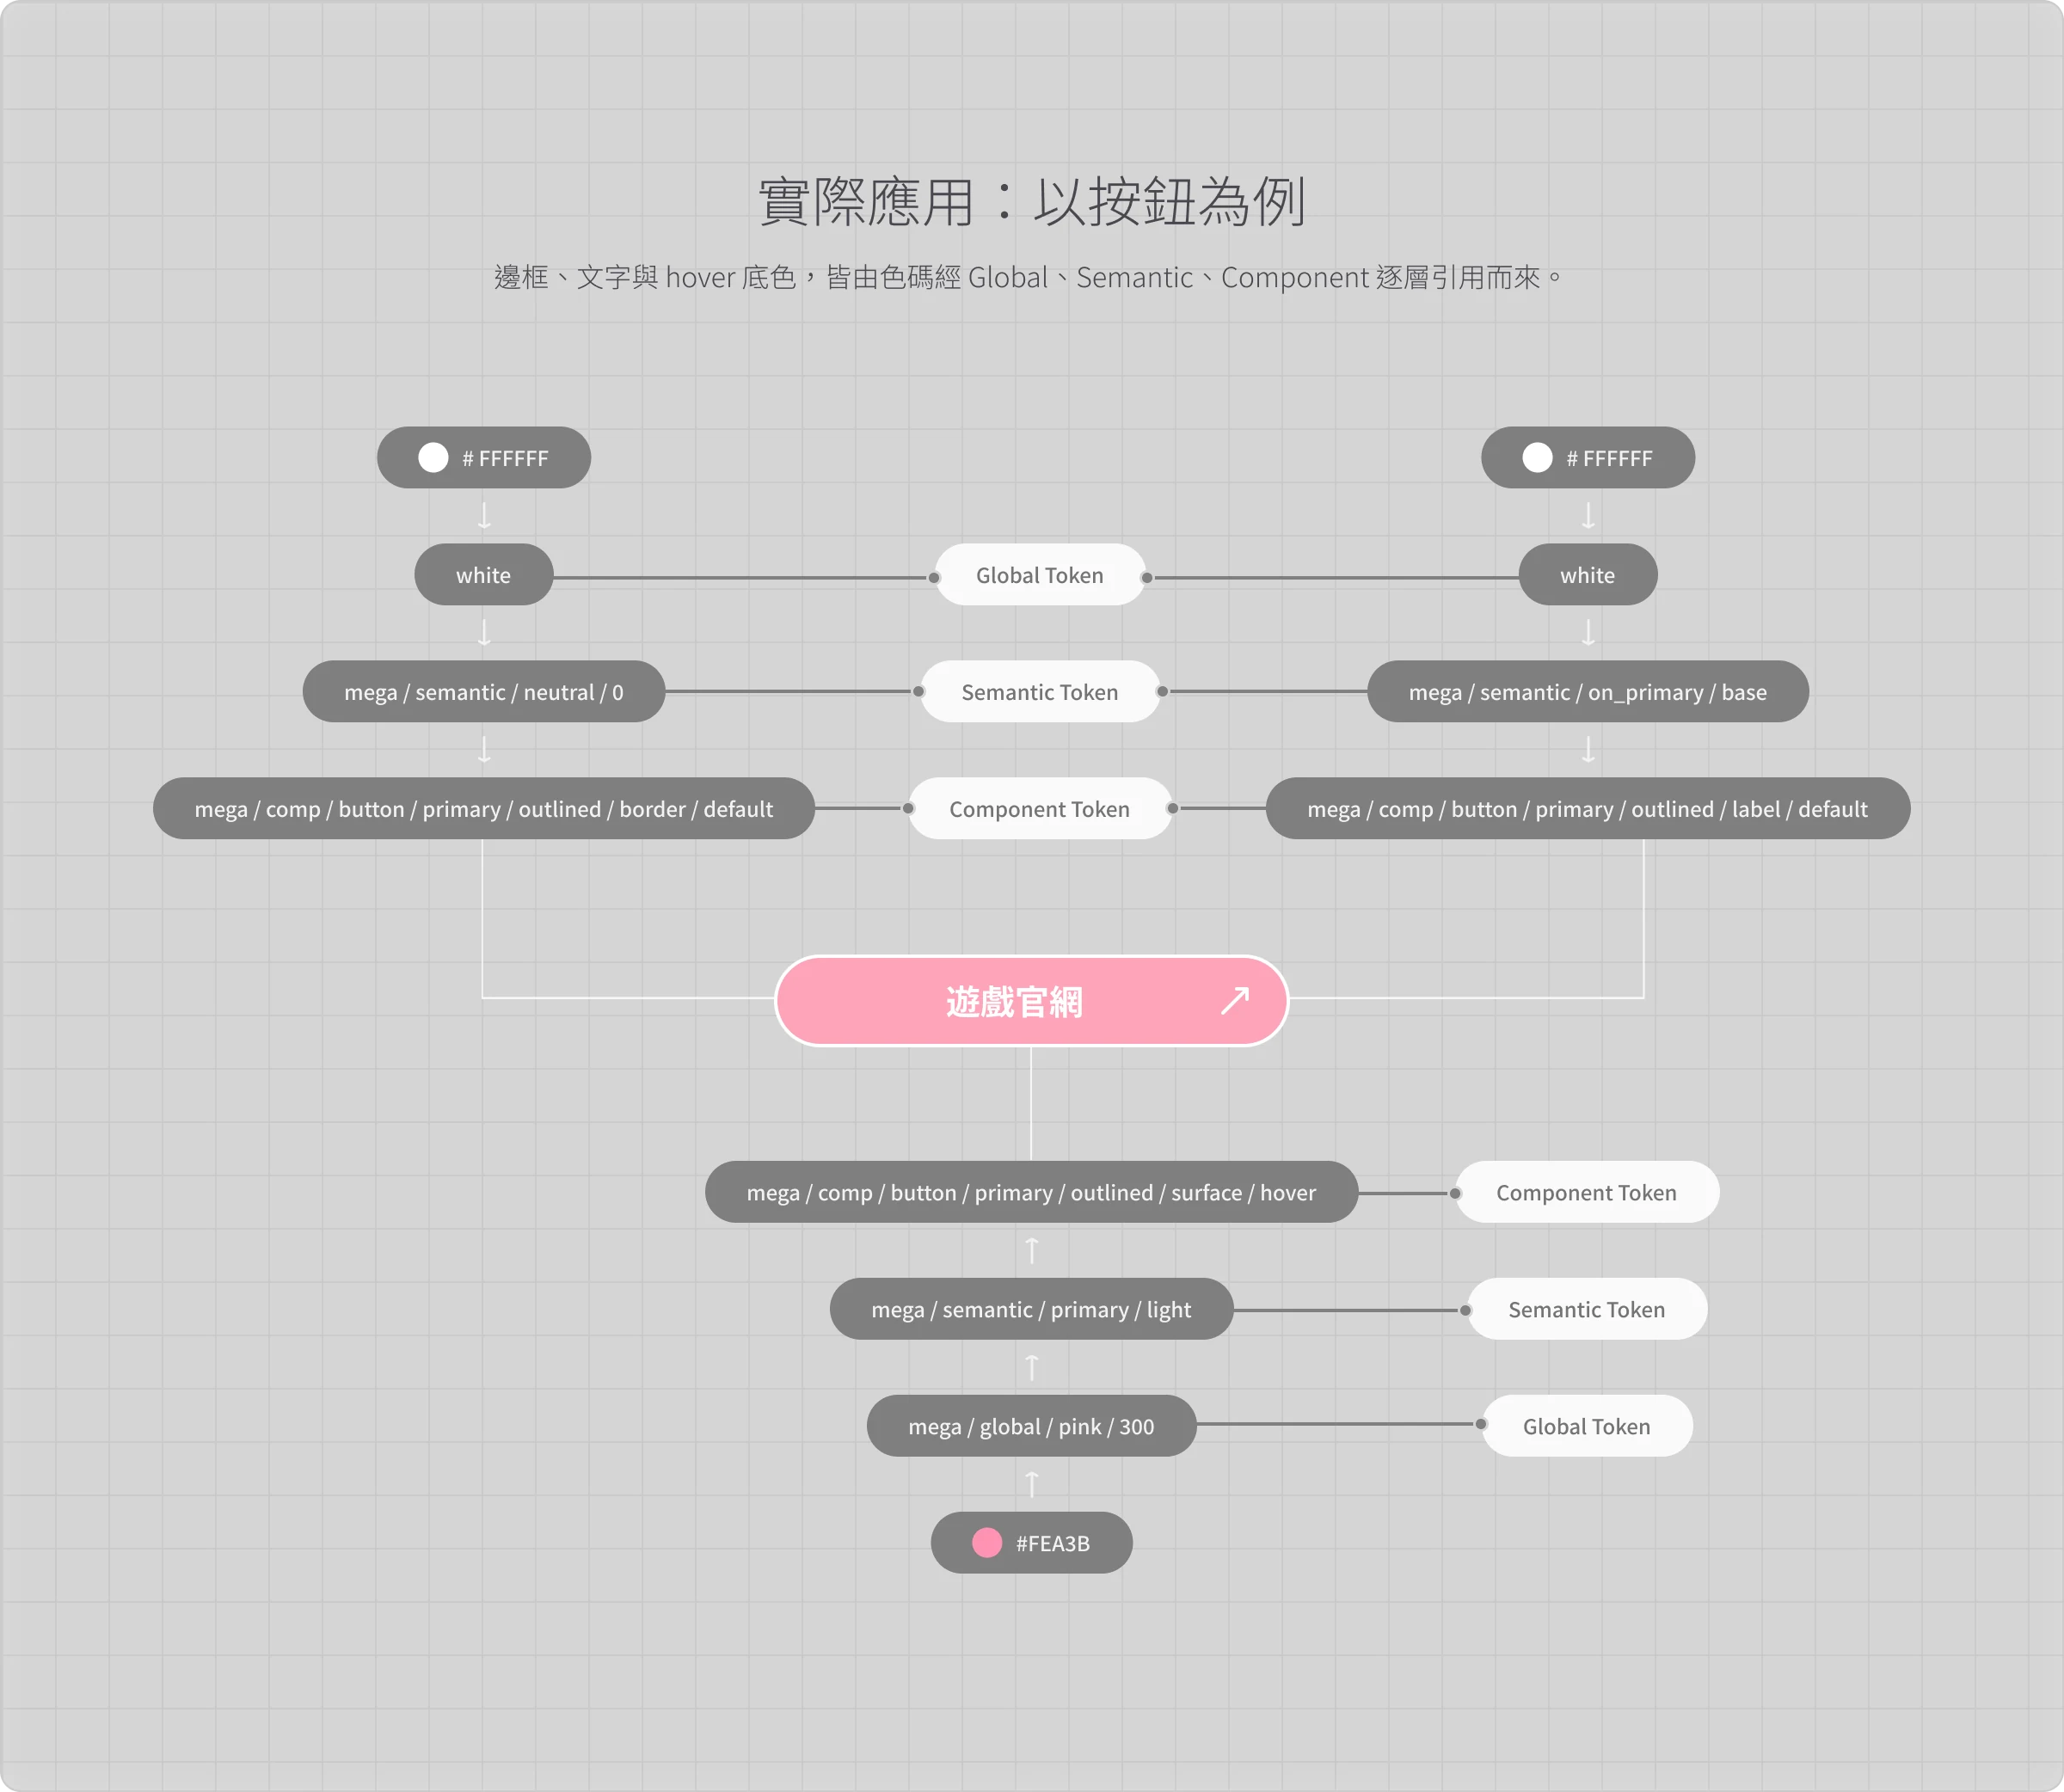 實際應用：以按鈕為例
邊框、文字與 hover 底色，皆由色碼經 Global、Semantic、Component 逐層引用而來。
# FFFFFF
# FFFFFF
white
Global Token
white
mega / semantic / neutral / 0
Semantic Token
mega / semantic / on_primary / base
mega / comp / button / primary / outlined / border / default
Component Token
mega / comp / button / primary / outlined / label / default
遊戲官網
mega / comp / button / primary / outlined / surface / hover
Component Token
mega / semantic / primary / light
Semantic Token
mega / global / pink / 300
Global Token
#FEA3B